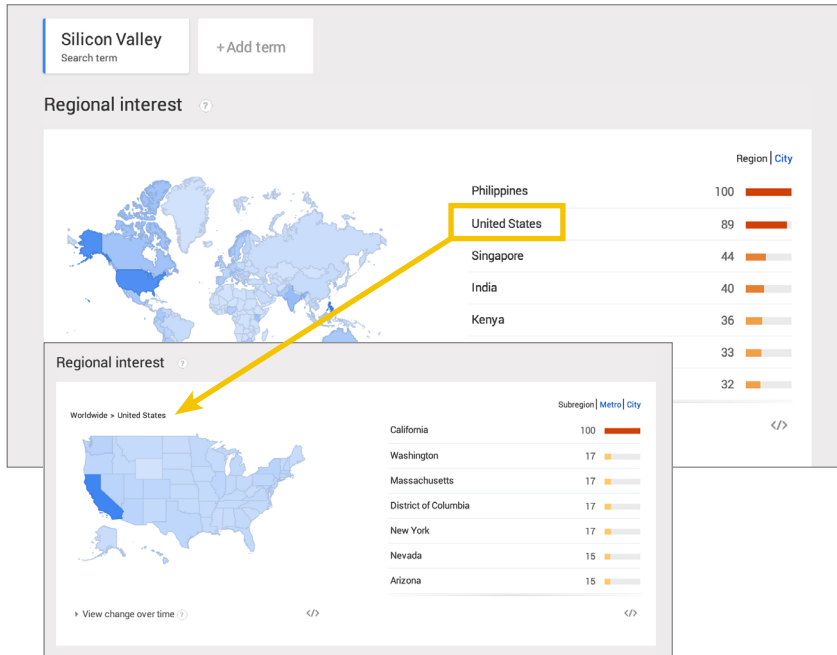 Silicon Valley
Search term
+Add term
Regional interest ?
Region | City
Philippines 100
United States 89
Singapore 44
India 40
Kenya 36
33
32
</>
Regional interest ?
Worldwide > United States
Subregion | Metro | City
California 100
Washington 17
Massachusetts 17
District of Columbia 17
New York 17
Nevada 15
Arizona 15
View change over time ?
</>
</>